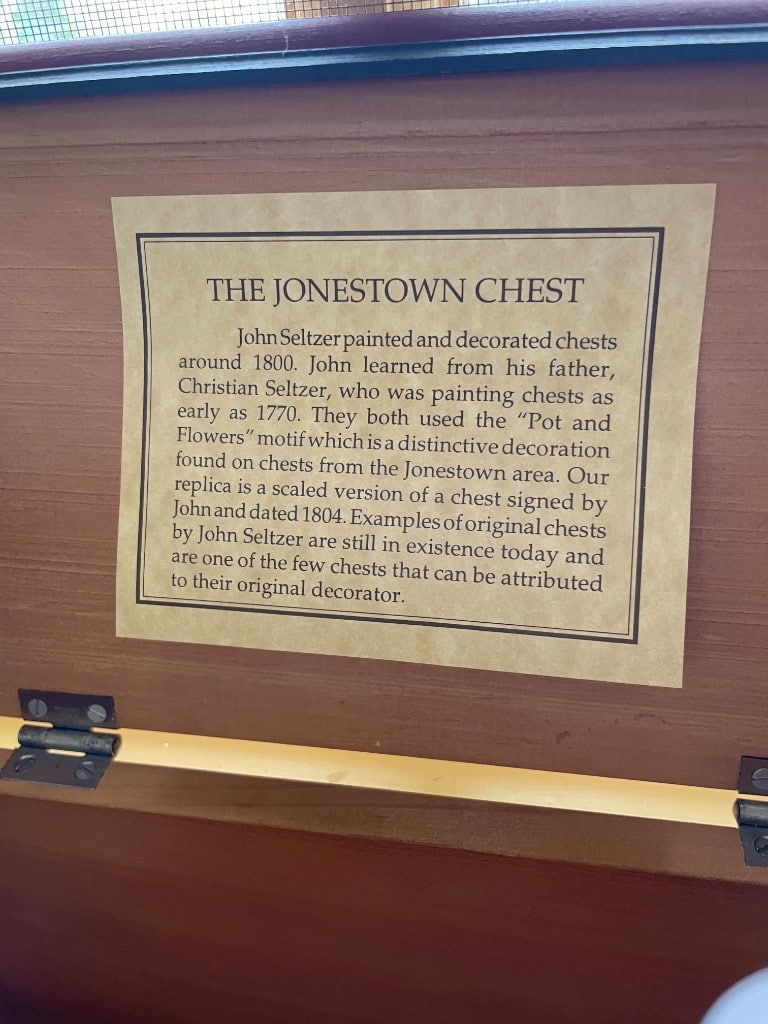 THE JONESTOWN CHEST
John Seltzer painted and decorated chests
around 1800. John learned from his father,
Christian Seltzer, who was painting chests as
early as 1770. They both used the "Pot and
Flowers" motif which is a distinctive decoration
found on chests from the Jonestown area. Our
replica is a scaled version of a chest signed by
John and dated 1804. Examples of original chests
by John Seltzer are still in existence today and
are one of the few chests that can be attributed
to their original decorator.